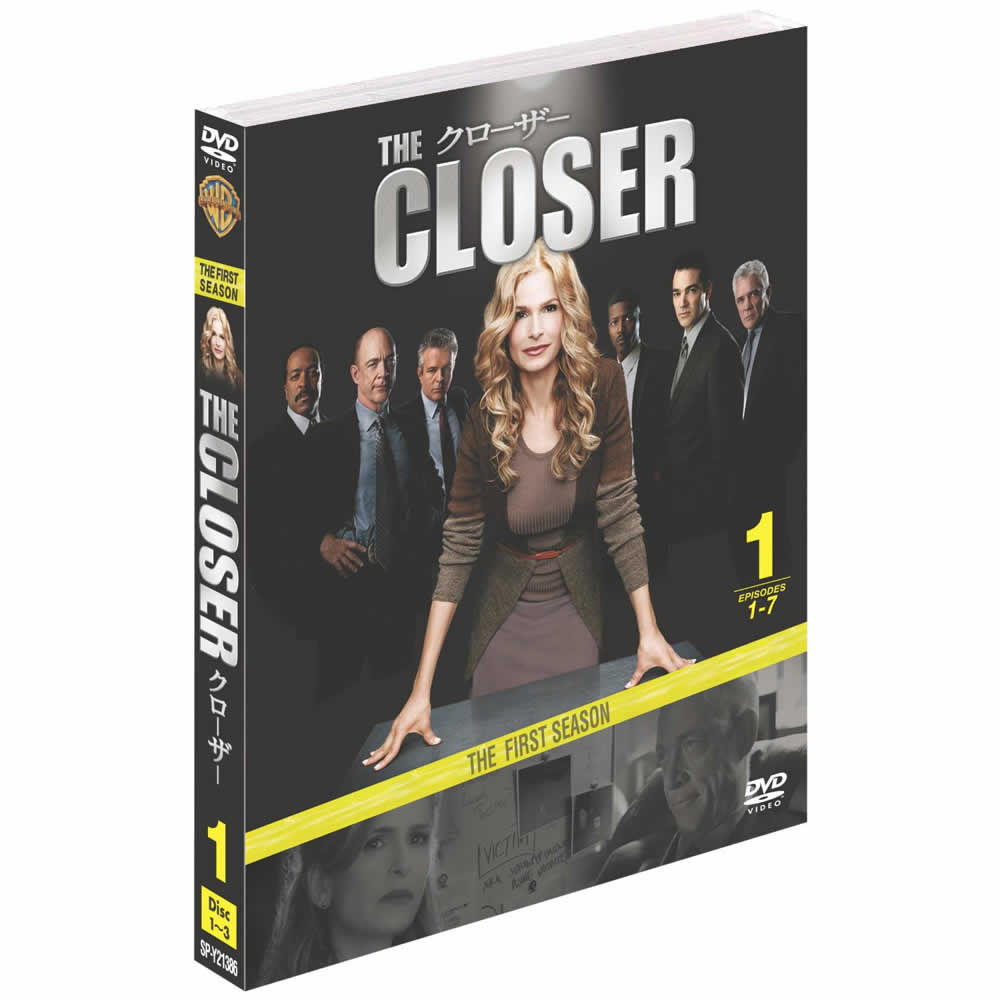 DVD
VIDEO
WB
THE FIRST
SEASON
THE
CLOSER
クローザー
1
Disc
1~3
SP-Y21386
THE クローザー
CLOSER
1
EPISODES
1-7
THE FIRST SEASON
DVD
VIDEO
VICTIM